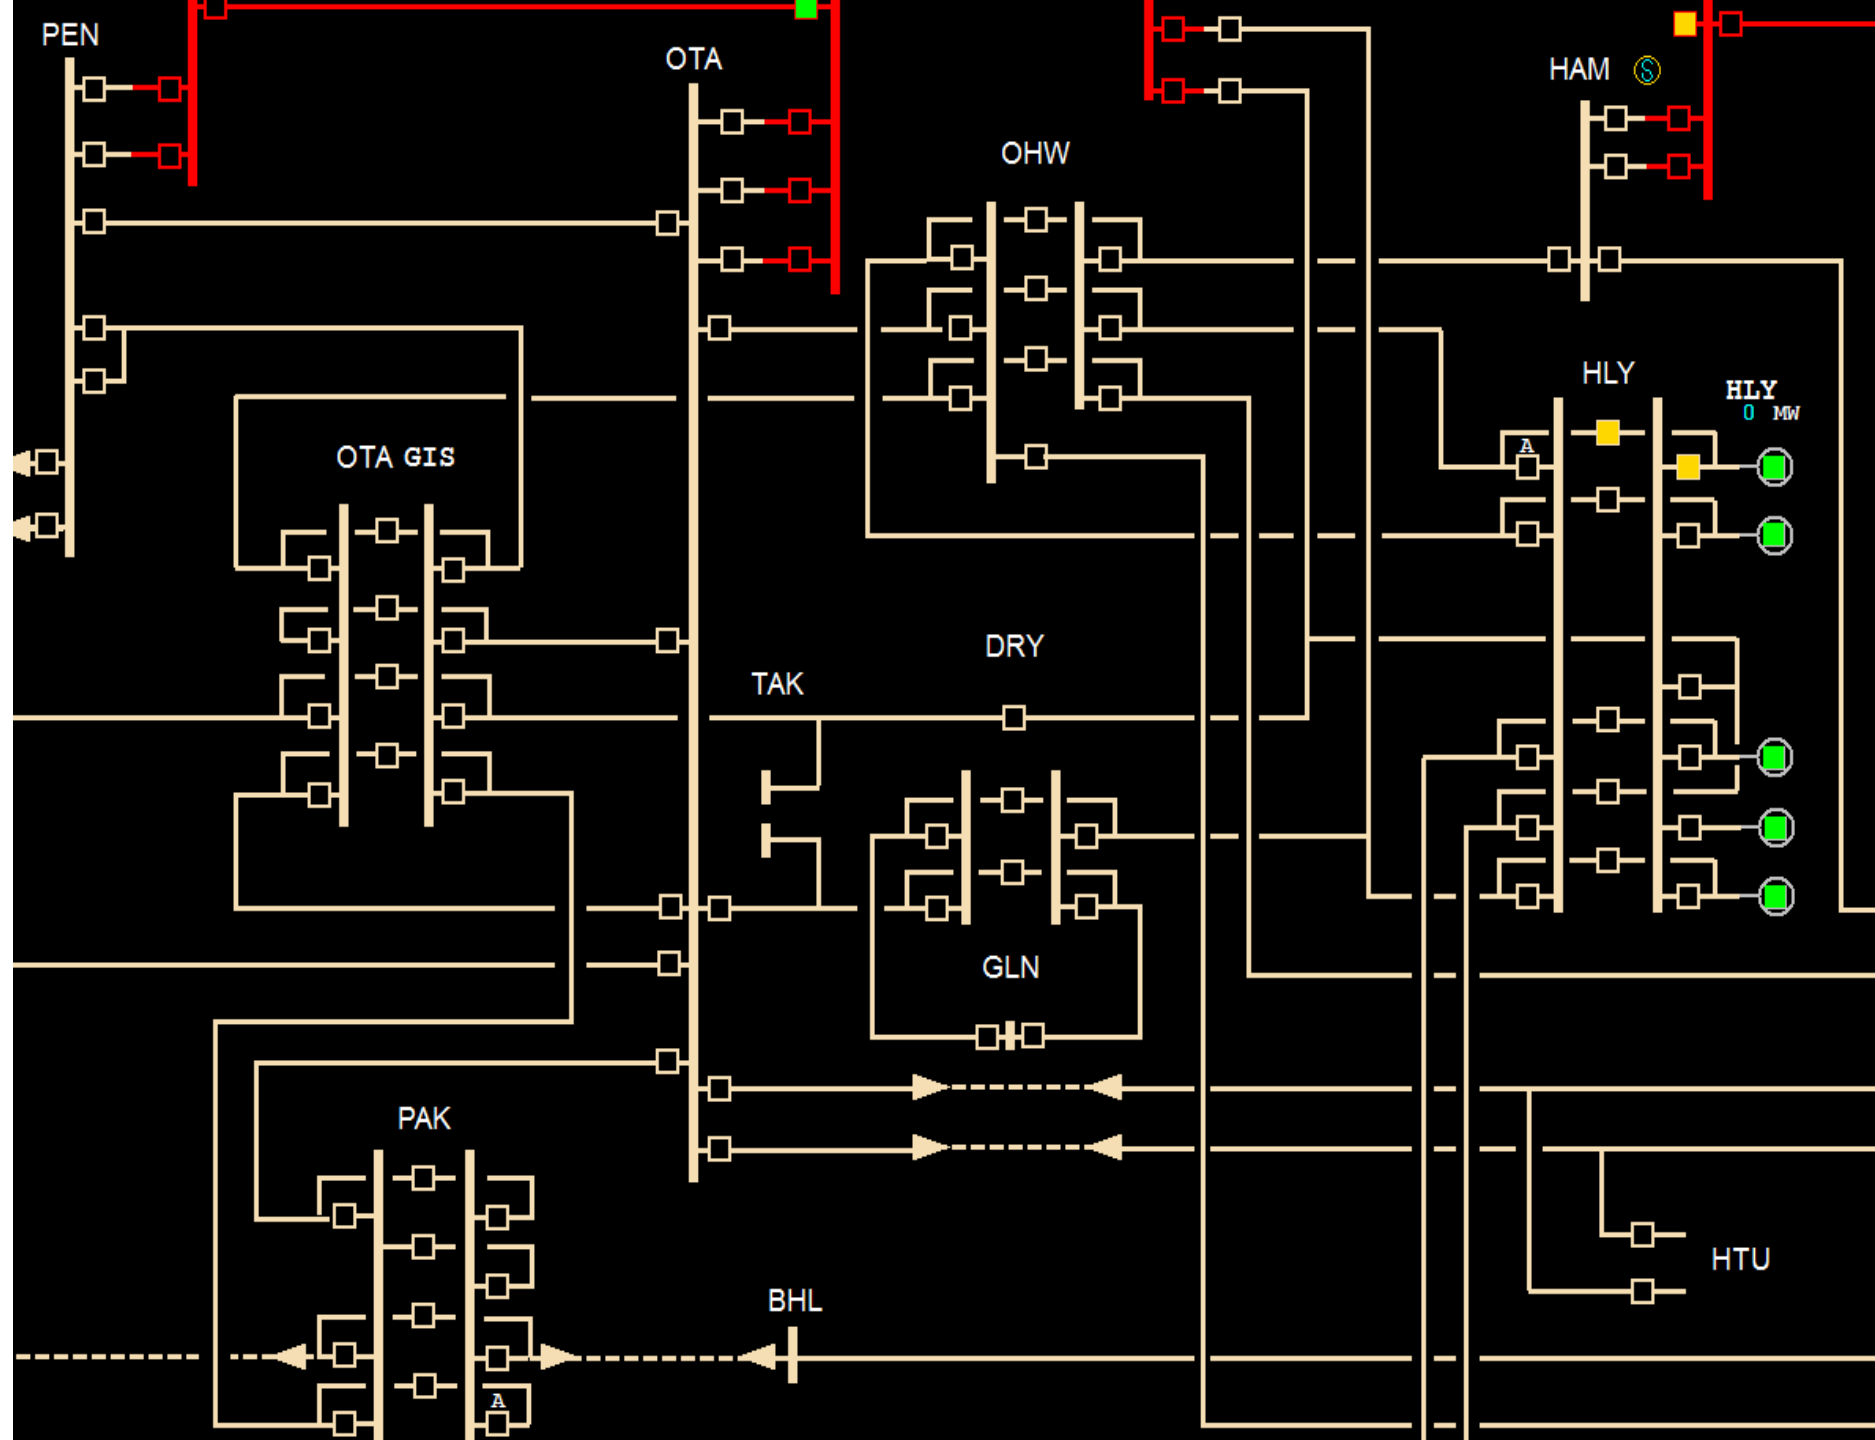 PEN
OTA
HAM S
OHW
HLY
HLY
0 MW
A
OTA GIS
DRY
TAK
GLN
PAK
HTU
BHL
A